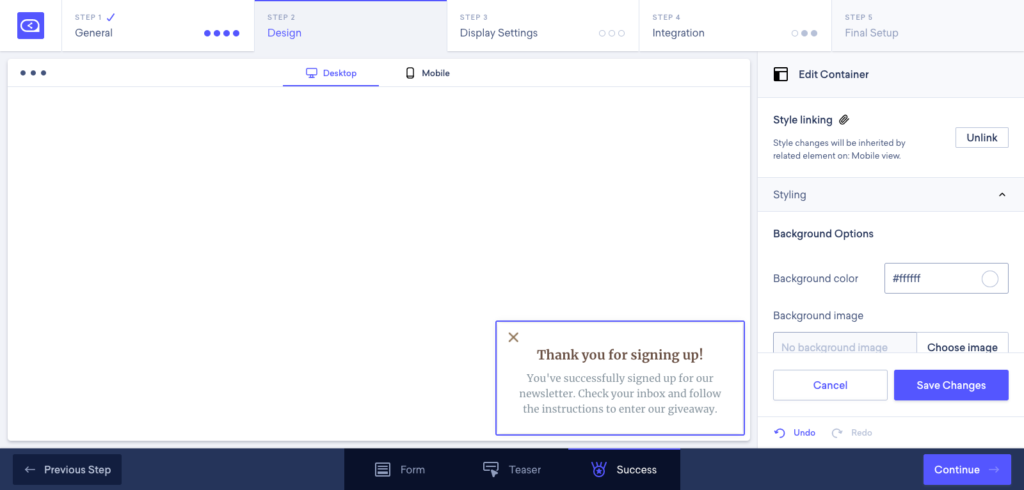 STEP 1
General
STEP 2
Design
STEP 3
Display Settings
STEP 4
Integration
STEP 5
Final Setup
Desktop
Mobile
Edit Container
Style linking
Unlink
Style changes will be inherited by
related element on: Mobile view.
Styling
Background Options
Background color
#ffffff
Background image
No background image
Choose image
Thank you for signing up!
You've successfully signed up for our
newsletter. Check your inbox and follow
the instructions to enter our giveaway.
Cancel
Save Changes
Undo
Redo
Previous Step
Form
Teaser
Success
Continue